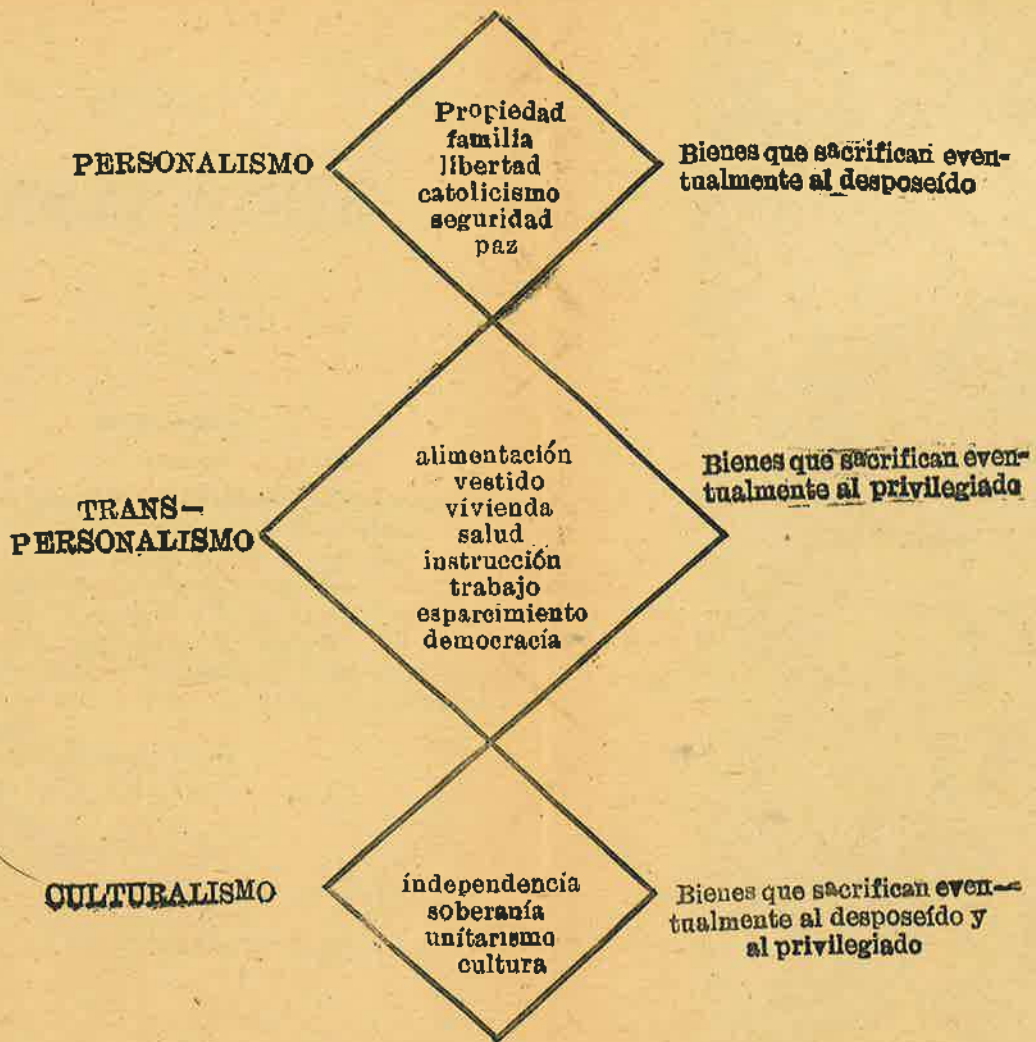 PERSONALISMO
Propiedad
familia
libertad
catolicismo
seguridad
paz
Bienes que sacrifican even-
tualmente al desposeído
TRANS-
PERSONALISMO
alimentación
vestido
vivienda
salud
instrucción
trabajo
esparcimiento
democracía
Bienes que sacrifican even-
tualmente al privilegiado
CULTURALISMO
índependencía
soberanía
unitarismo
cultura
Bienes que sacrifican even-
tualmente al desposeído y
al privilegiado